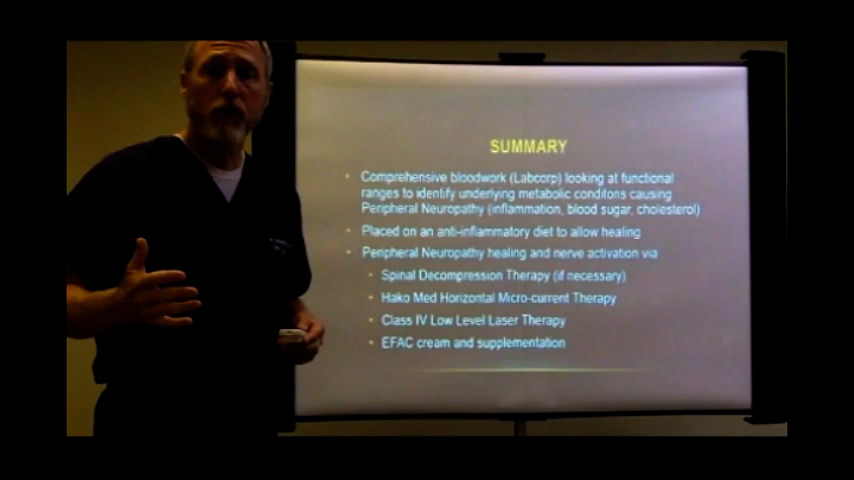 SUMMARY
• Comprehensive bloodwork (Labcorp) looking at functional
ranges to identify underlying metabolic conditons causing
Peripheral Neuropathy (inflammation, blood sugar, cholesterol)
• Placed on an anti-inflammatory diet to allow healing
• Peripheral Neuropathy healing and nerve activation via
• Spinal Decompression Therapy (if necessary)
• Hako Med Horizontal Micro-current Therapy
• Class IV Low Level Laser Therapy
• EFAC cream and supplementation